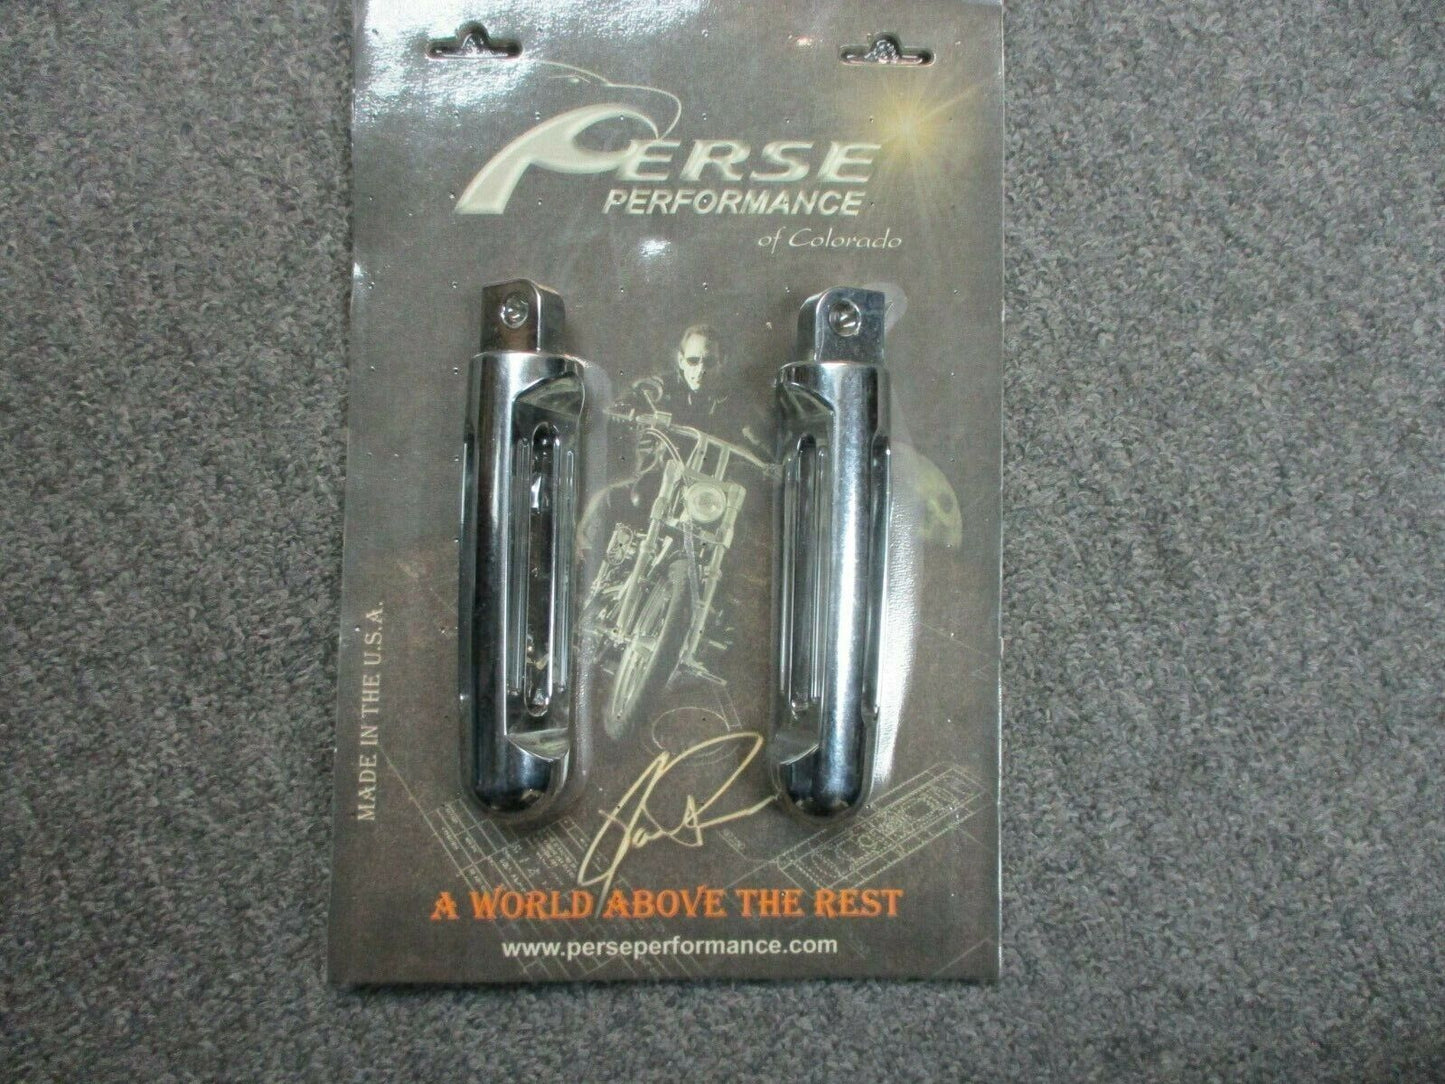 PERSE
PERFORMANCE
of Colorado
MADE IN THE U.S.A.
A WORLD ABOVE THE REST
www.perseperformance.com